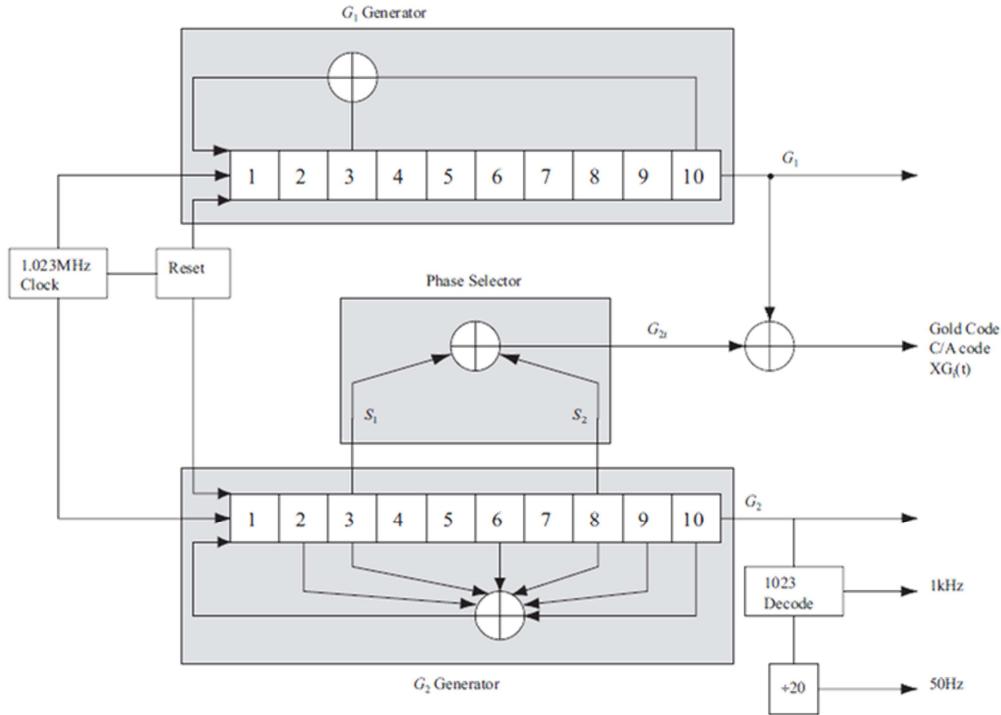 G1 Generator
1 2 3 4 5 6 7 8 9 10
G1
1.023MHz
Clock
Reset
Phase Selector
G2i
Gold Code
C/A code
XGi(t)
S1
S2
1 2 3 4 5 6 7 8 9 10
G2
1023
Decode
1kHz
÷20
50Hz
G2 Generator